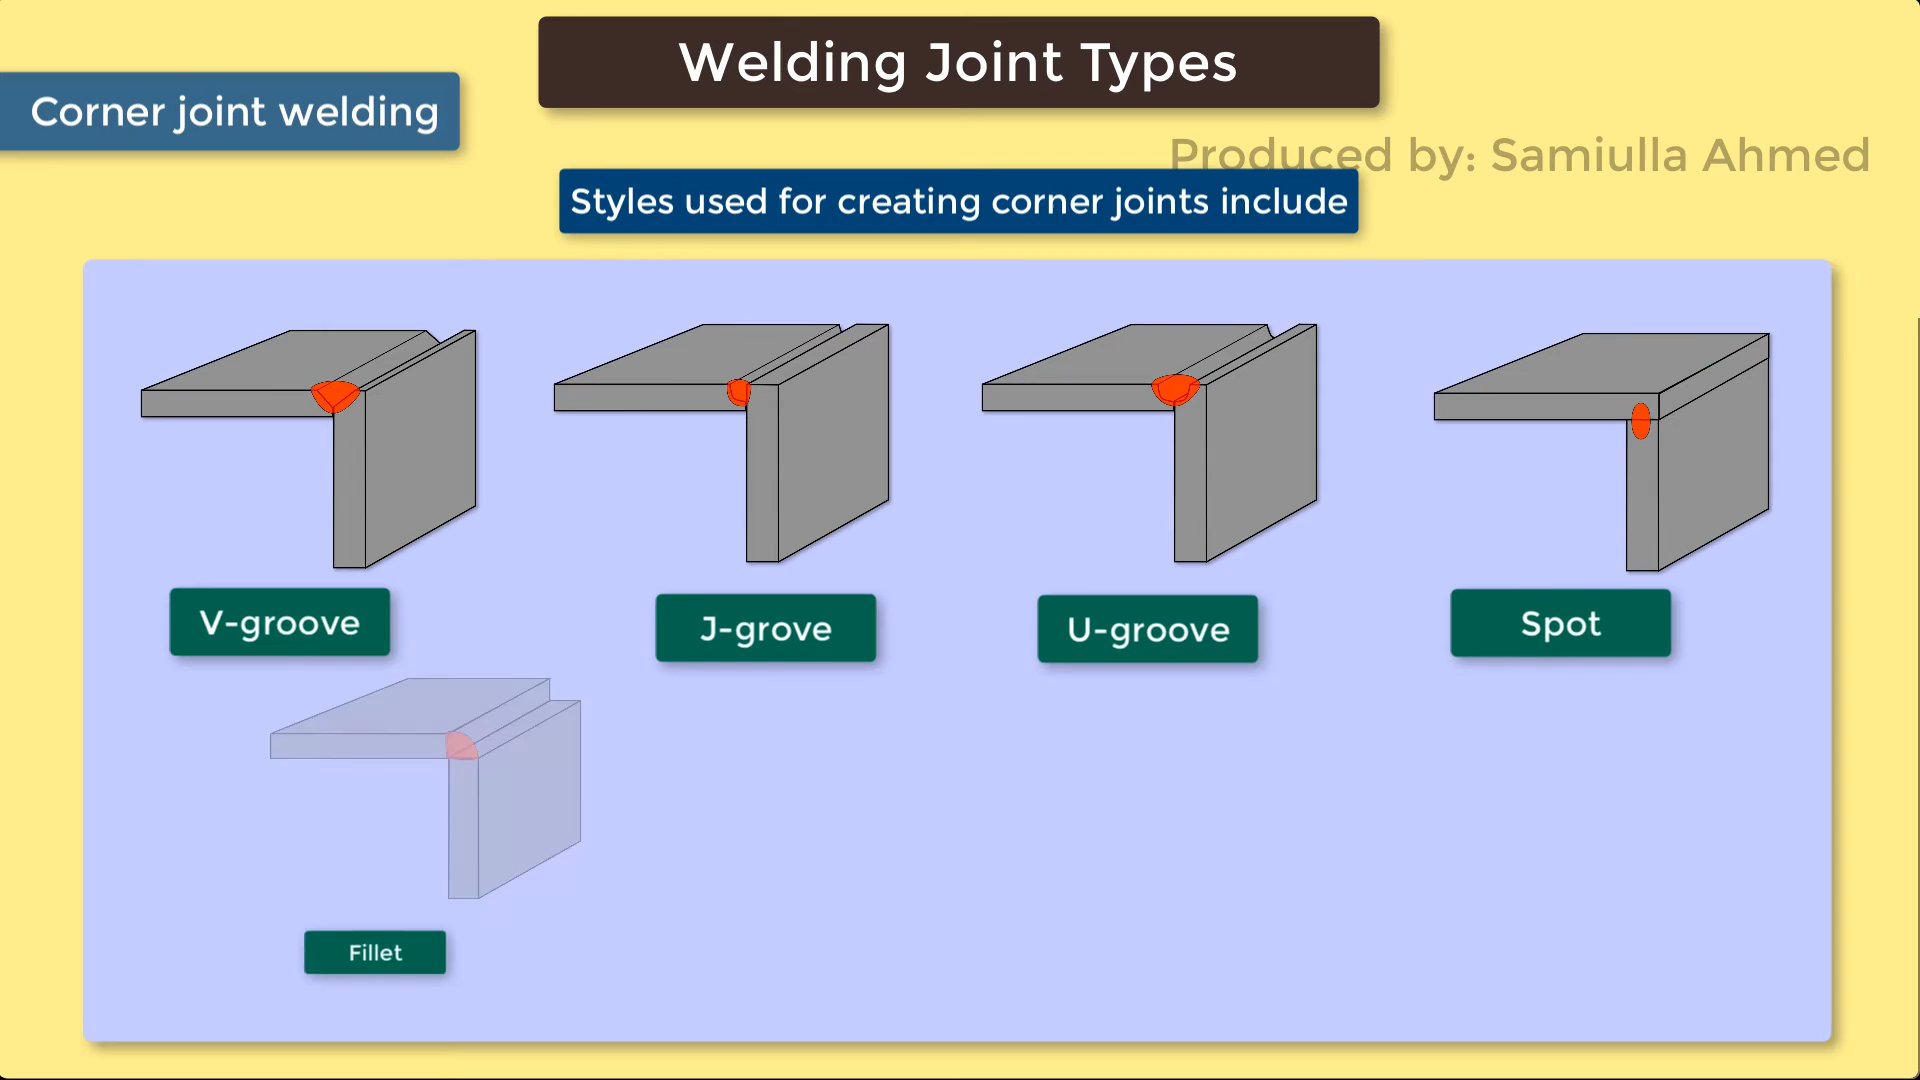 Welding Joint Types
Corner joint welding
Produced by: Samiulla Ahmed
Styles used for creating corner joints include
V-groove
J-grove
U-groove
Spot
Fillet